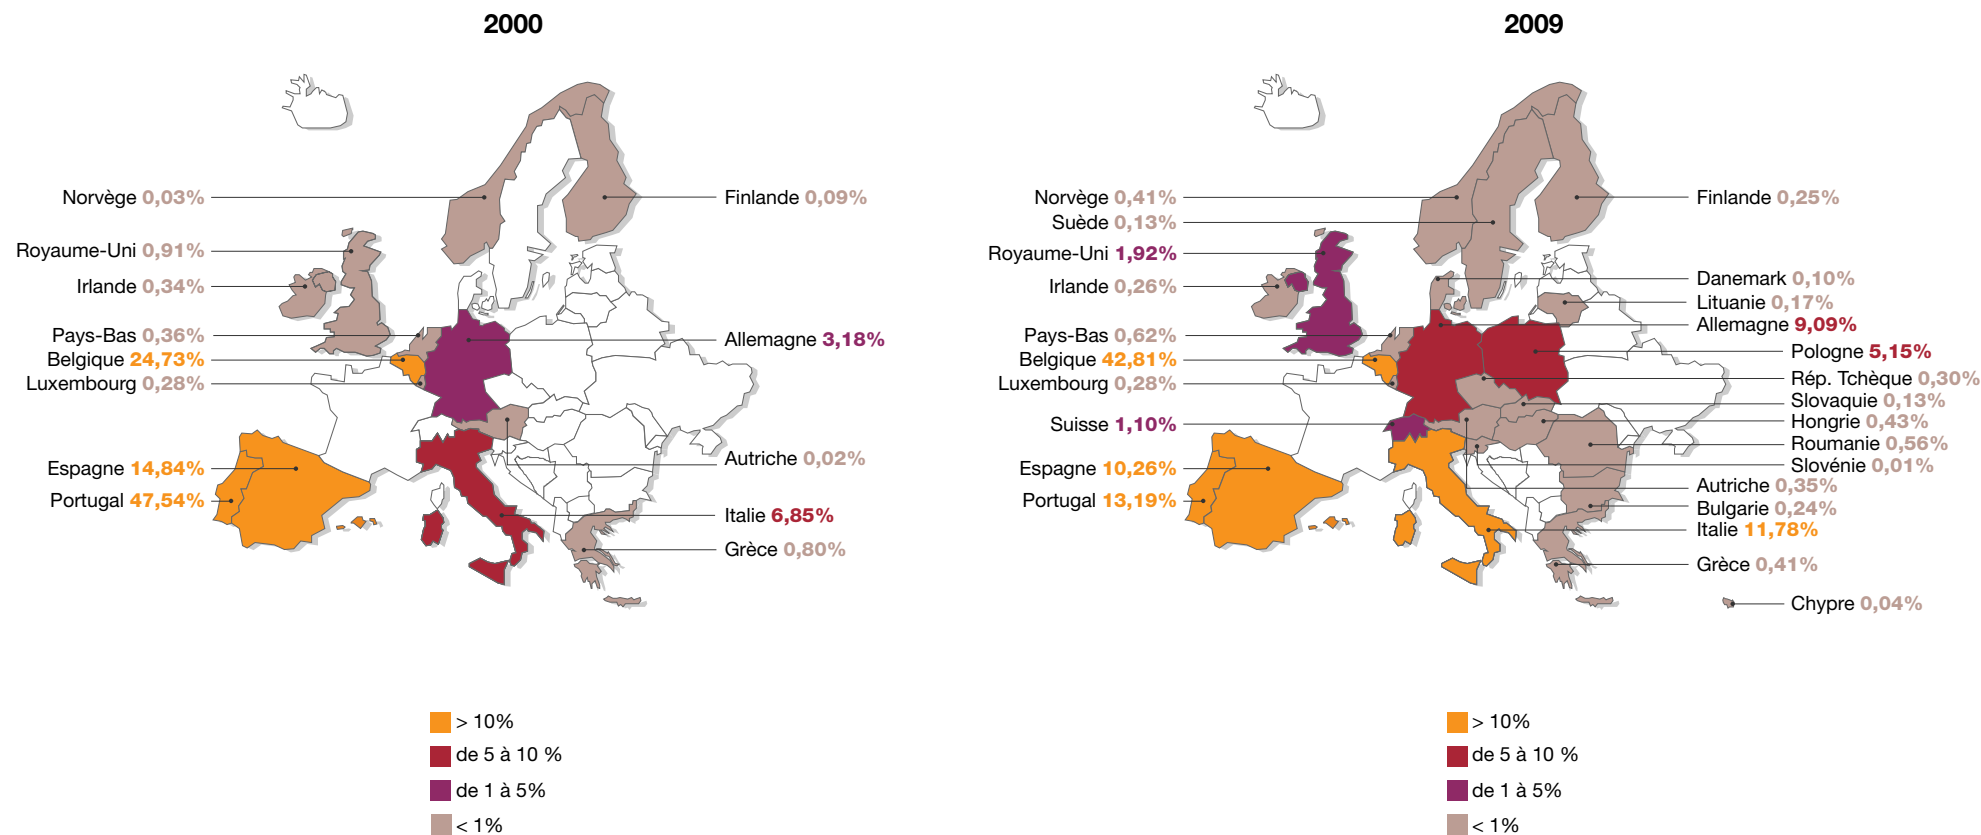 2000
Norvège 0,03%
Royaume-Uni 0,91%
Irlande 0,34%
Pays-Bas 0,36%
Belgique 24,73%
Luxembourg 0,28%
Espagne 14,84%
Portugal 47,54%
Finlande 0,09%
Allemagne 3,18%
Autriche 0,02%
Italie 6,85%
Grèce 0,80%
> 10%
de 5 à 10 %
de 1 à 5%
< 1%
2009
Norvège 0,41%
Suède 0,13%
Royaume-Uni 1,92%
Irlande 0,26%
Pays-Bas 0,62%
Belgique 42,81%
Luxembourg 0,28%
Suisse 1,10%
Espagne 10,26%
Portugal 13,19%
Finlande 0,25%
Danemark 0,10%
Lituanie 0,17%
Allemagne 9,09%
Pologne 5,15%
Rép. Tchèque 0,30%
Slovaquie 0,13%
Hongrie 0,43%
Roumanie 0,56%
Slovénie 0,01%
Autriche 0,35%
Bulgarie 0,24%
Italie 11,78%
Grèce 0,41%
Chypre 0,04%
> 10%
de 5 à 10 %
de 1 à 5%
< 1%